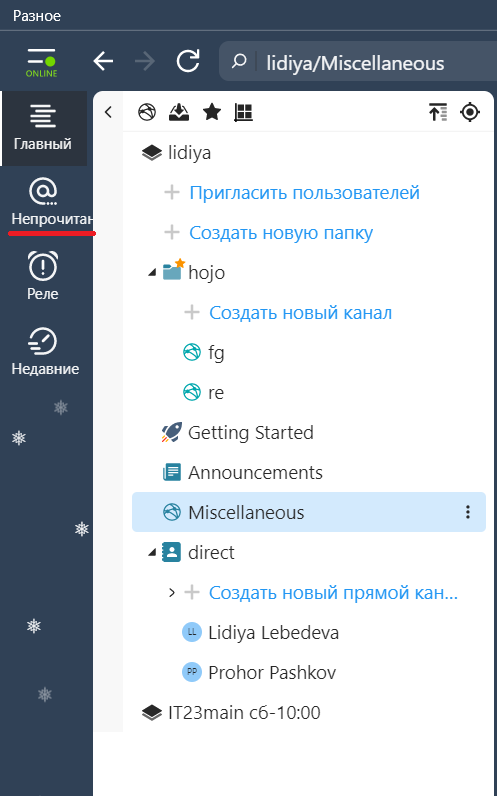 Разное
ONLINE
lidiya/Miscellaneous
Главный
Непрочитан
Реле
Недавние
lidiya
Пригласить пользователей
Создать новую папку
hojo
Создать новый канал
fg
re
Getting Started
Announcements
Miscellaneous
direct
Создать новый прямой кан...
LL Lidiya Lebedeva
PP Prohor Pashkov
IT23main сб-10:00